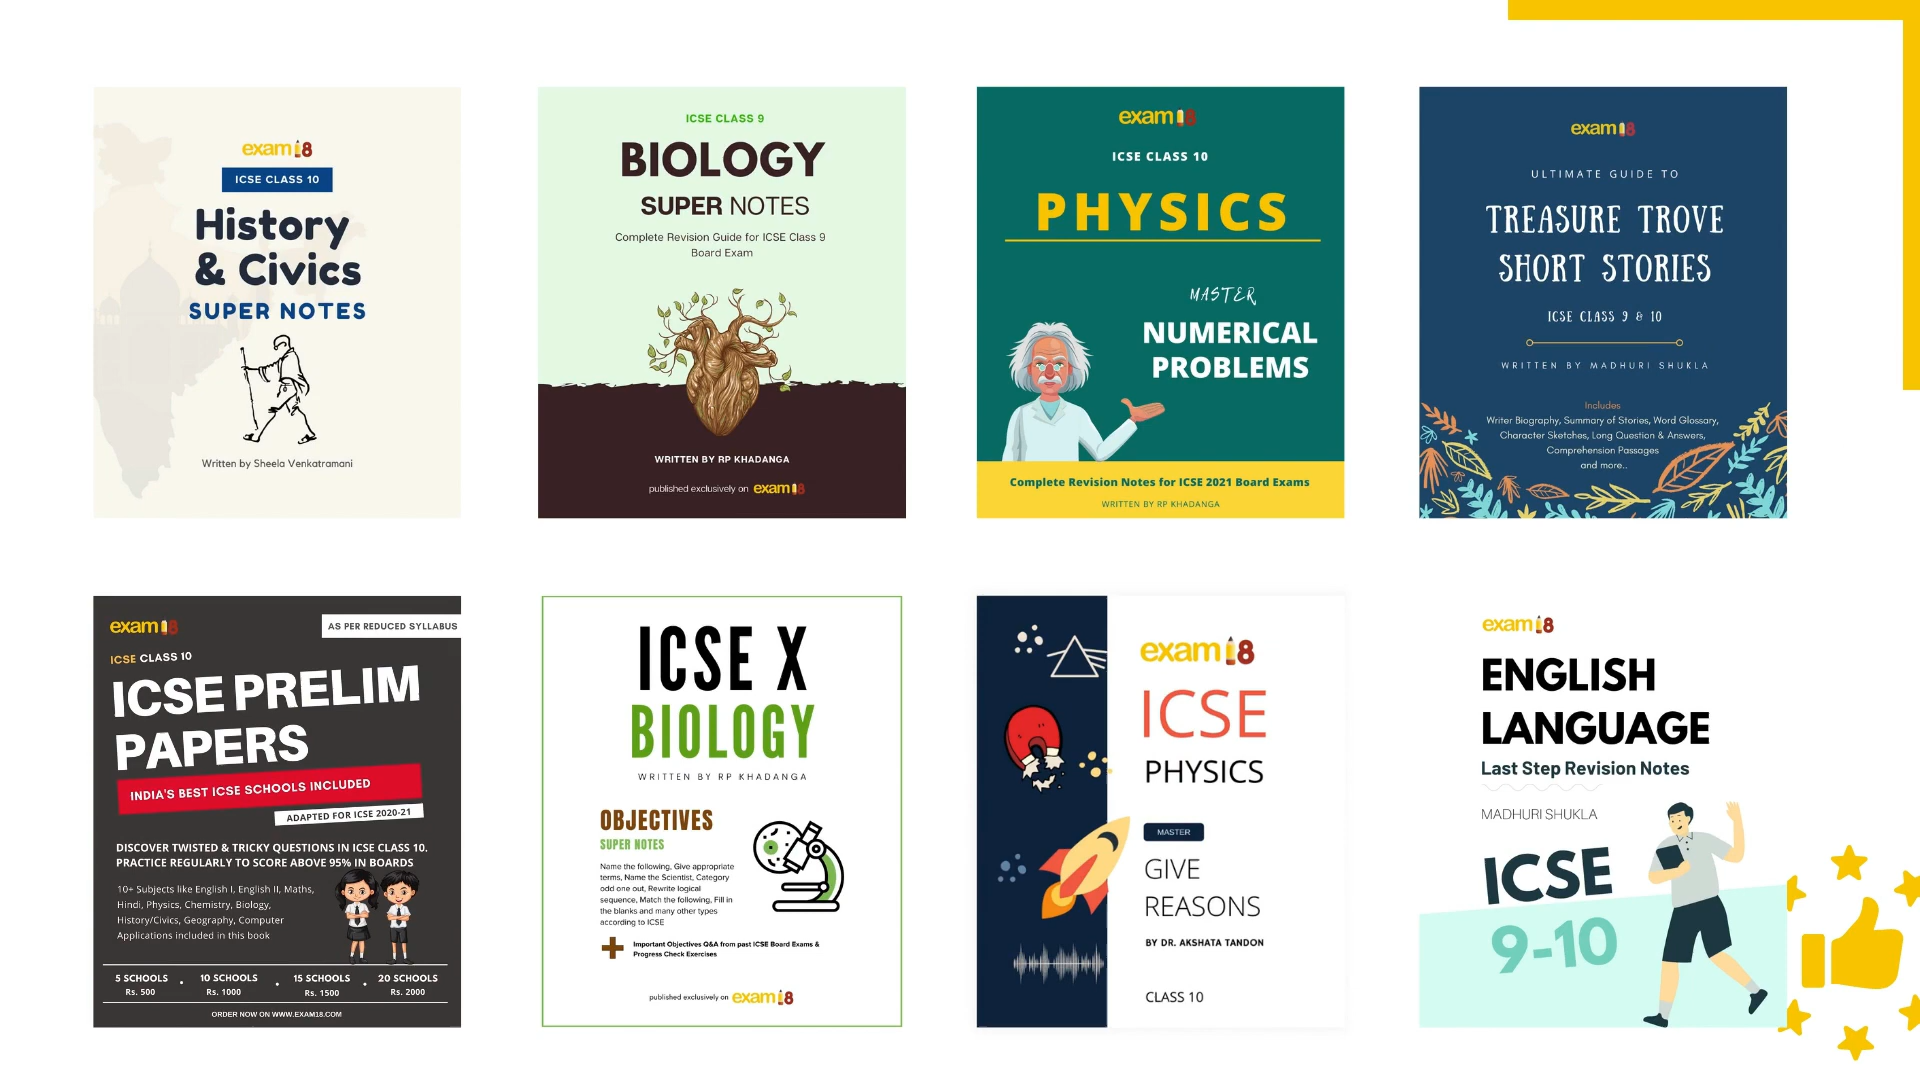 exam18
ICSE CLASS 10
History
& Civics
SUPER NOTES
Written by Sheela Venkatramani
ICSE CLASS 9
BIOLOGY
SUPER NOTES
Complete Revision Guide for ICSE Class 9
Board Exam
WRITTEN BY RP KHADANGA
published exclusively on exam18
exam18
ICSE CLASS 10
PHYSICS
MASTER
NUMERICAL
PROBLEMS
Complete Revision Notes for ICSE 2021 Board Exams
WRITTEN BY RP KHADANGA
exam18
ULTIMATE GUIDE TO
TREASURE TROVE
SHORT STORIES
ICSE CLASS 9 & 10
WRITTEN BY MADHURI SHUKLA
Includes
Writer Biography, Summary of Stories, Word Glossary,
Character Sketches, Long Question & Answers,
Comprehension Passages
and more..
exam18
AS PER REDUCED SYLLABUS
ICSE CLASS 10
ICSE PRELIM
PAPERS
INDIA'S BEST ICSE SCHOOLS INCLUDED
ADAPTED FOR ICSE 2020-21
DISCOVER TWISTED & TRICKY QUESTIONS IN ICSE CLASS 10.
PRACTICE REGULARLY TO SCORE ABOVE 95% IN BOARDS
10+ Subjects like English I, English II, Maths,
Hindi, Physics, Chemistry, Biology,
History/Civics, Geography, Computer
Applications included in this book
5 SCHOOLS • 10 SCHOOLS • 15 SCHOOLS • 20 SCHOOLS
Rs. 500 Rs. 1000 Rs. 1500 Rs. 2000
ORDER NOW ON WWW.EXAM18.COM
ICSE X
BIOLOGY
WRITTEN BY RP KHADANGA
OBJECTIVES
SUPER NOTES
Name the following, Give appropriate
terms, Name the Scientist, Category
odd one out, Rewrite logical
sequence, Match the following, Fill in
the blanks and many other types
according to ICSE
Important Objectives Q&A from past ICSE Board Exams &
Progress Check Exercises
published exclusively on exam18
exam18
ICSE
PHYSICS
MASTER
GIVE
REASONS
BY DR. AKSHATA TANDON
CLASS 10
exam18
ENGLISH
LANGUAGE
Last Step Revision Notes
MADHURI SHUKLA
ICSE
9-10